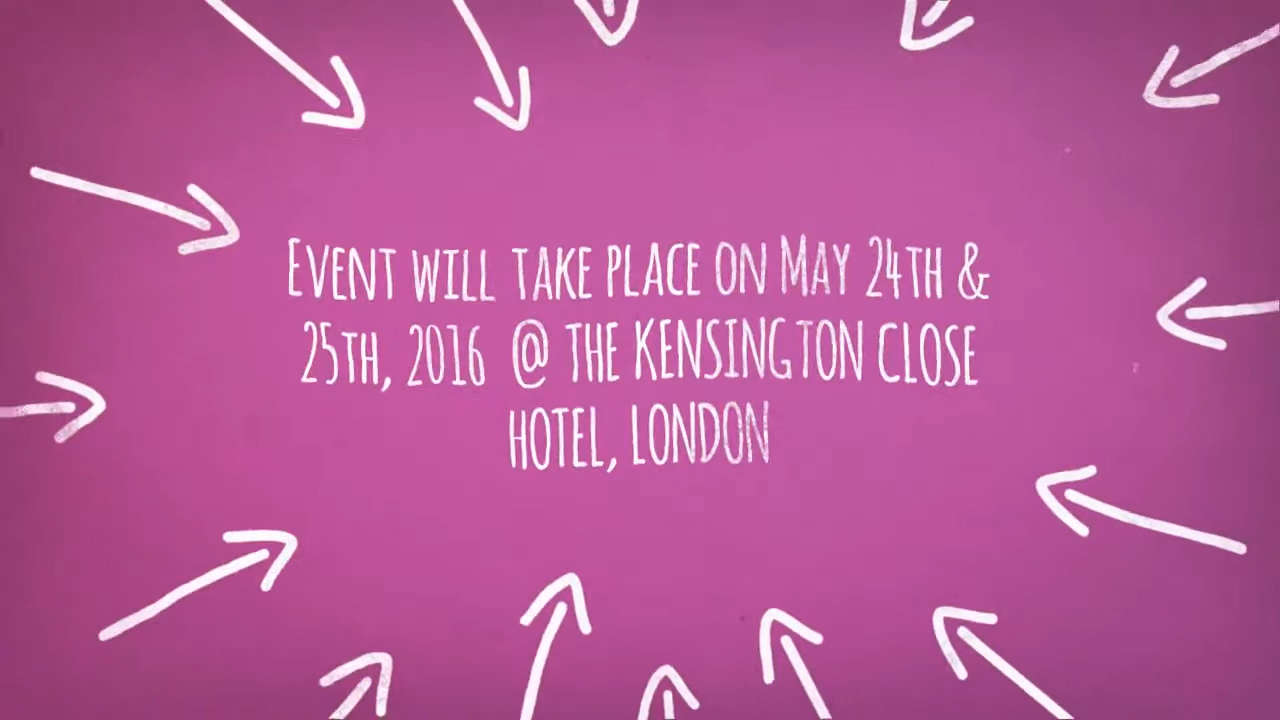 EVENT WILL TAKE PLACE ON MAY 24TH &
25TH, 2016 @ THE KENSINGTON CLOSE
HOTEL, LONDON